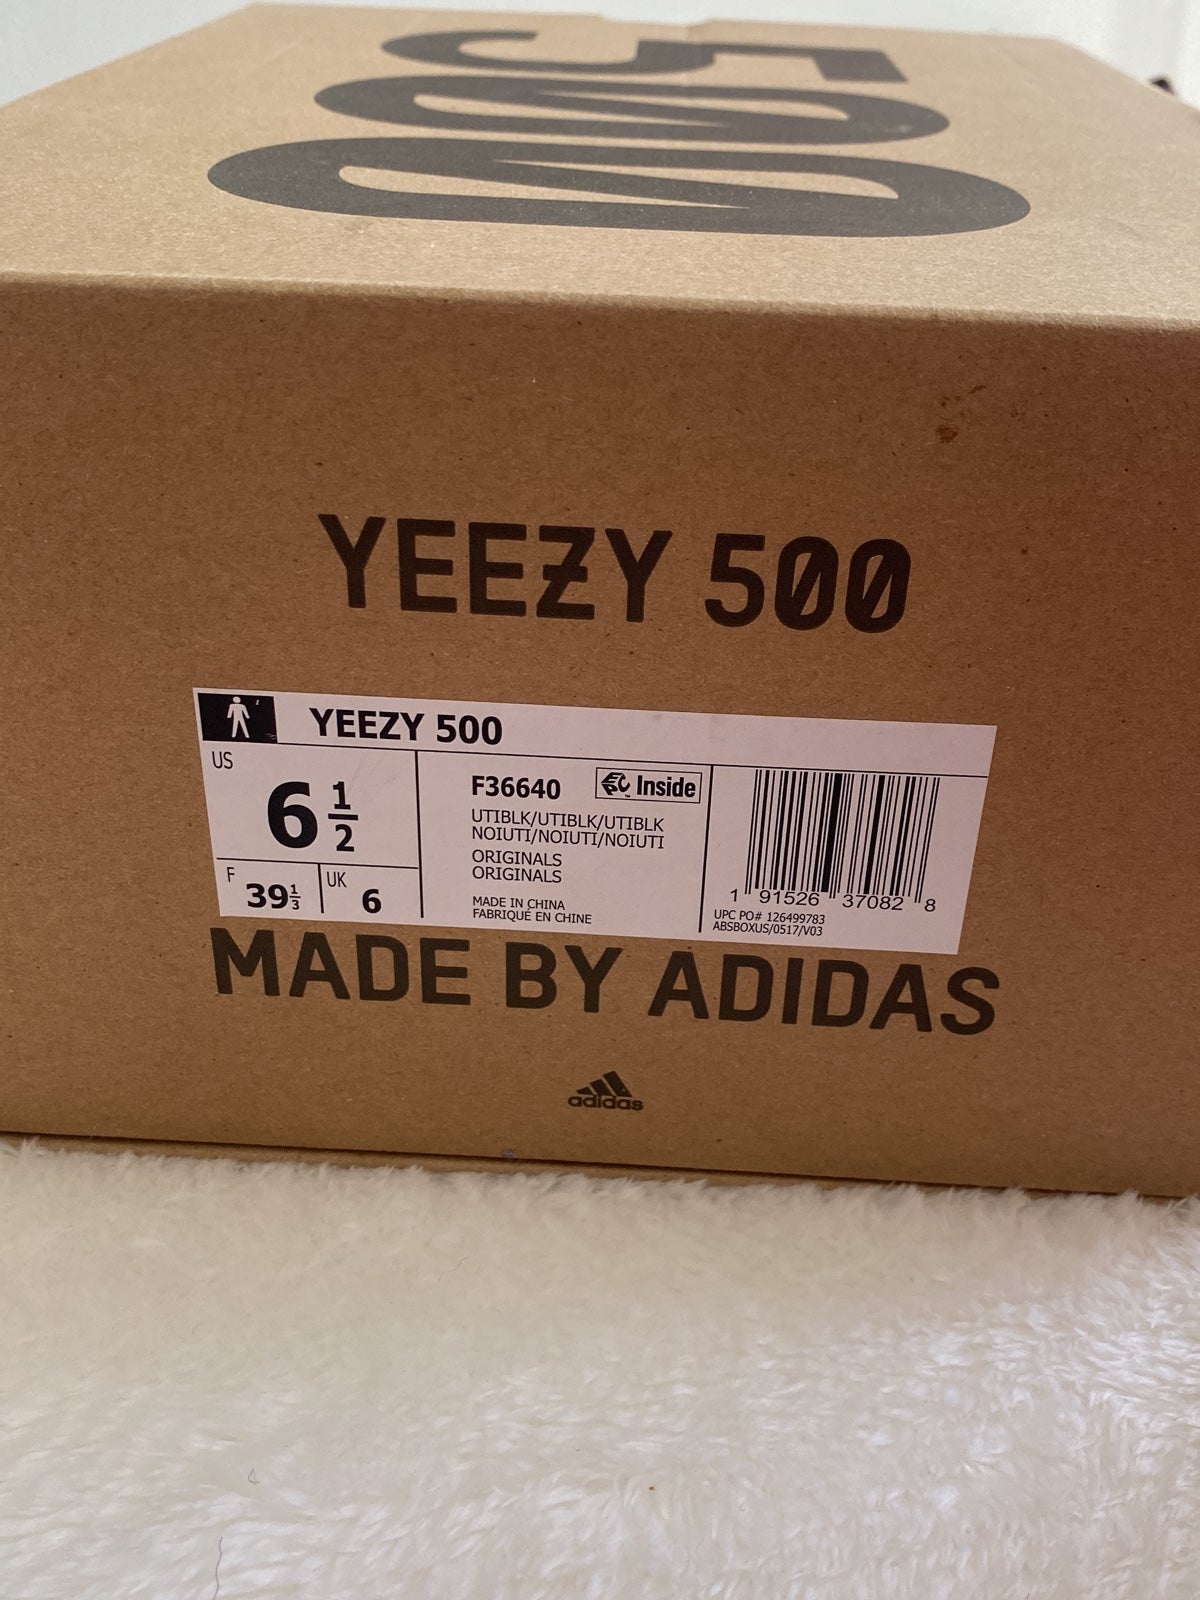 500
YEEZY 500
YEEZY 500
US
6 1/2
F
39 1/3
UK
6
F36640
Inside
UTIBLK/UTIBLK/UTIBLK
NOIUTI/NOIUTI/NOIUTI
ORIGINALS
ORIGINALS
MADE IN CHINA
FABRIQUÉ EN CHINE
1 91526 37082 8
UPC PO# 126499783
ABSBOXUS/0517/V03
MADE BY ADIDAS
adidas